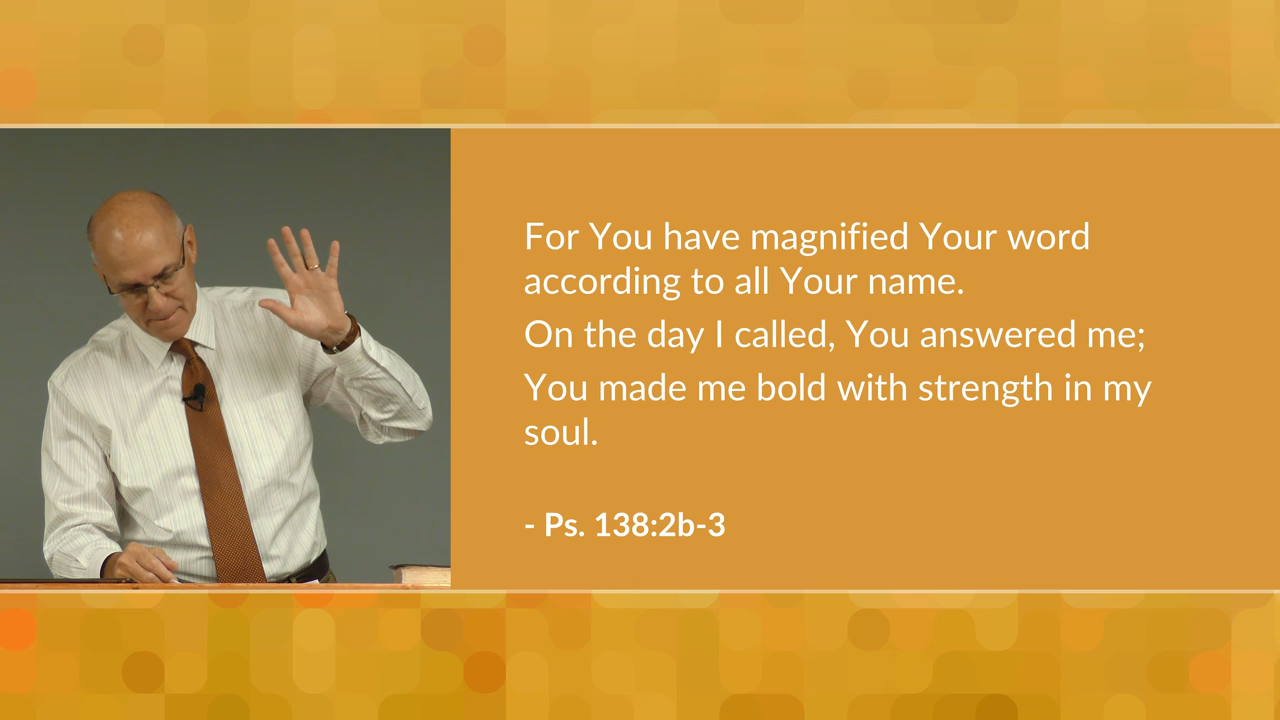 For You have magnified Your word
according to all Your name.
On the day I called, You answered me;
You made me bold with strength in my
soul.
- Ps. 138:2b-3